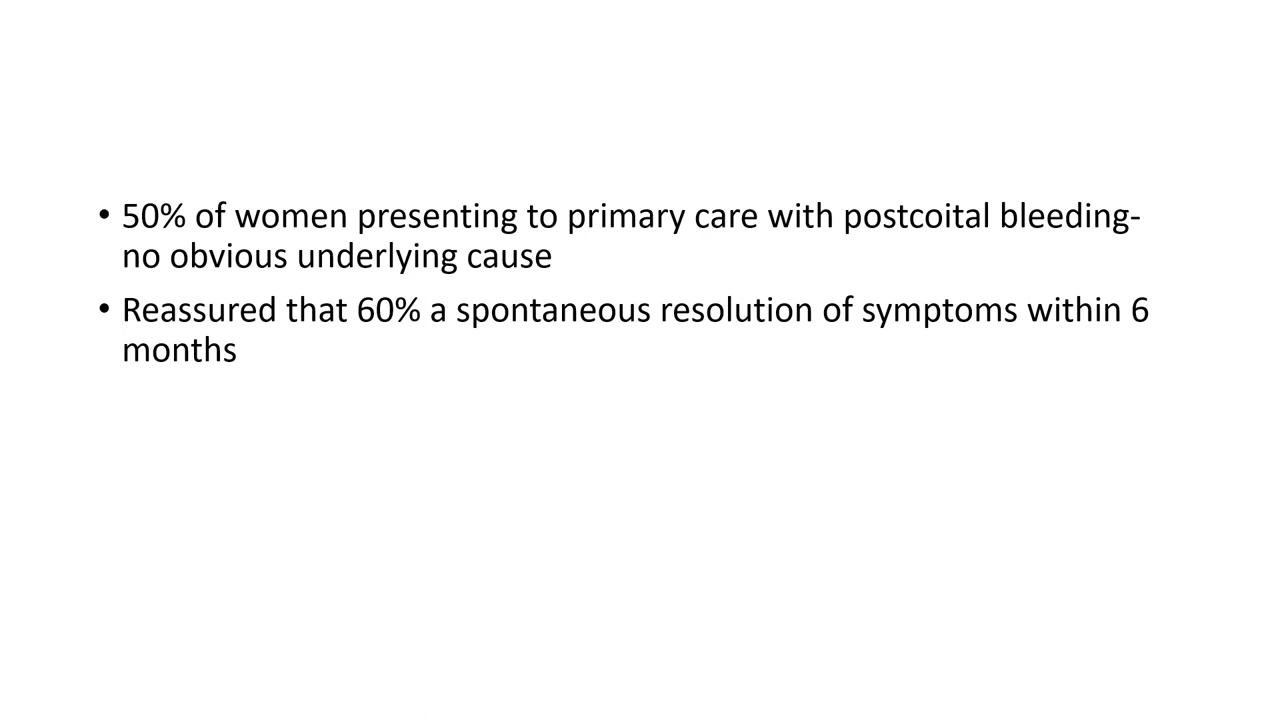 • 50% of women presenting to primary care with postcoital bleeding-
no obvious underlying cause
• Reassured that 60% a spontaneous resolution of symptoms within 6
months